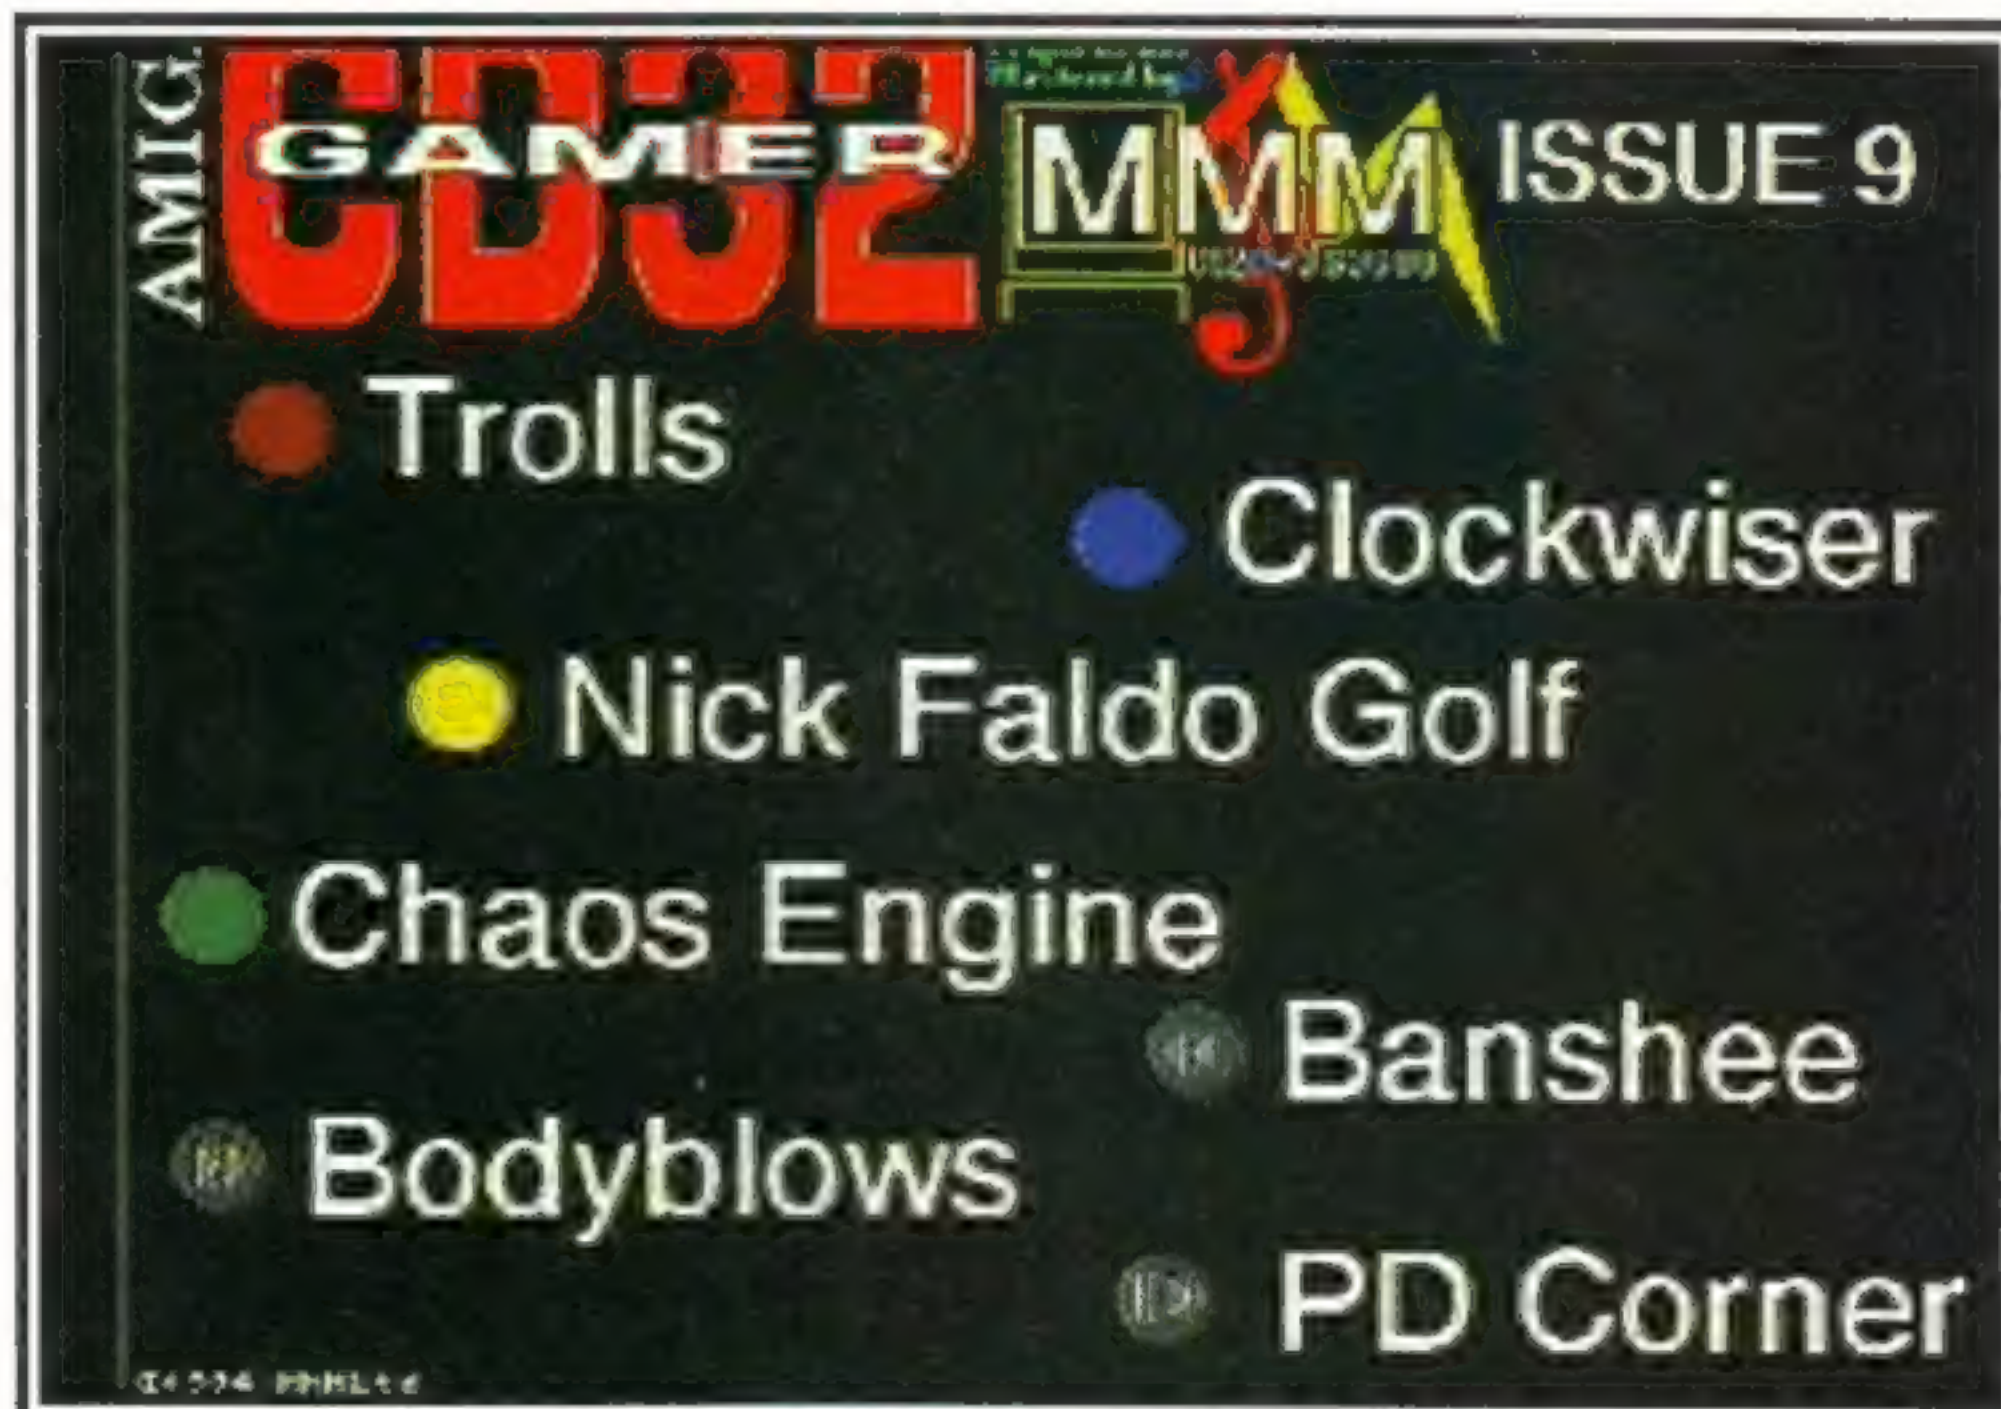 AMIG
CD32
GAMER
MMM
ISSUE 9
Trolls
Clockwiser
Nick Faldo Golf
Chaos Engine
Banshee
Bodyblows
PD Corner